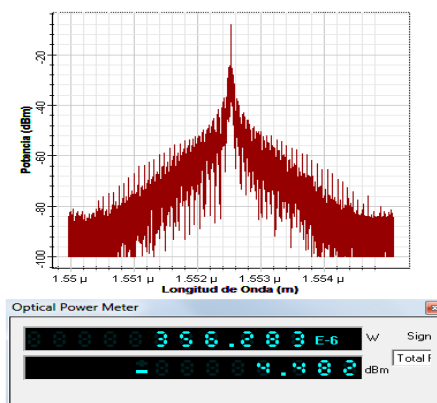 Potencia (dBm)
-20
-40
-60
-80
-100
1.55 µ 1.551 µ 1.552 µ 1.553 µ 1.554 µ
Longitud de Onda (m)
Optical Power Meter
356.283 E-6 W Sign
- 4.482 dBm Total